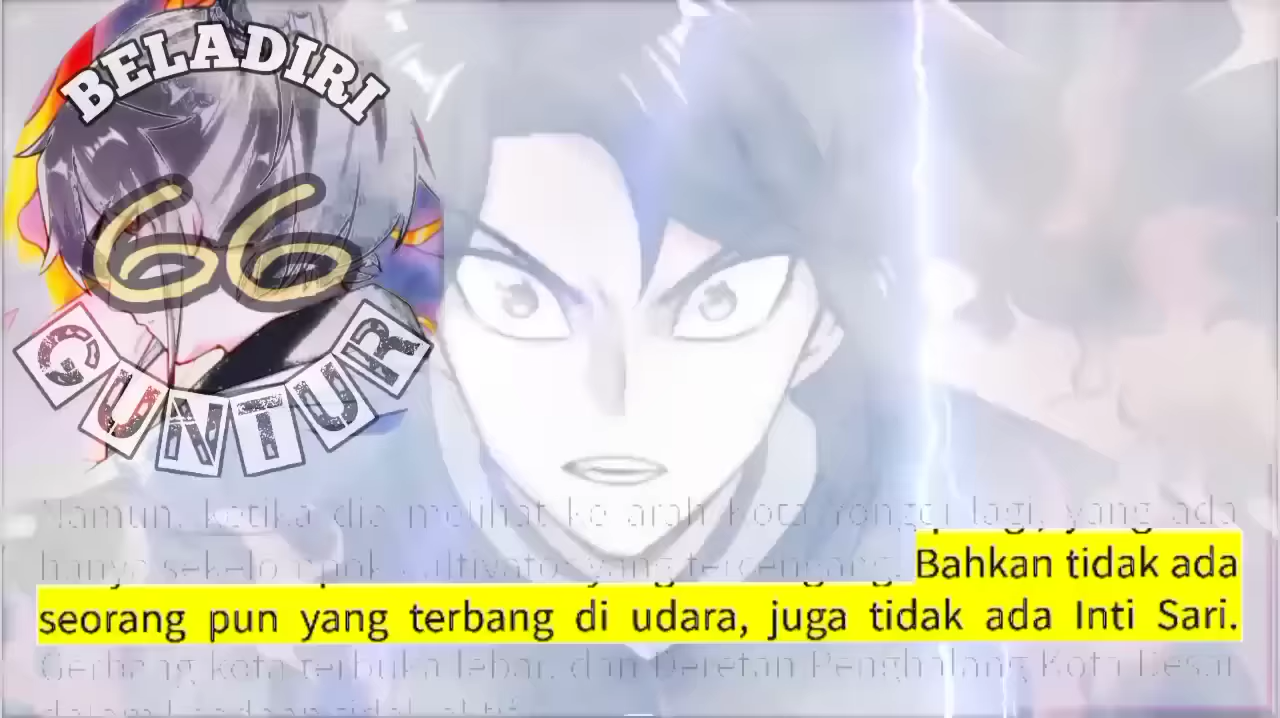 BELADIRI
66
GUNTUR
Namun, ketika dia melihat ke arah Kota Yongqi lagi, yang ada
hanya sekelompok kultivator yang tercengang. Bahkan tidak ada
seorang pun yang terbang di udara, juga tidak ada Inti Sari.
Gerbang kota terbuka lebar, dan Deretan Penghalang Kota Besar